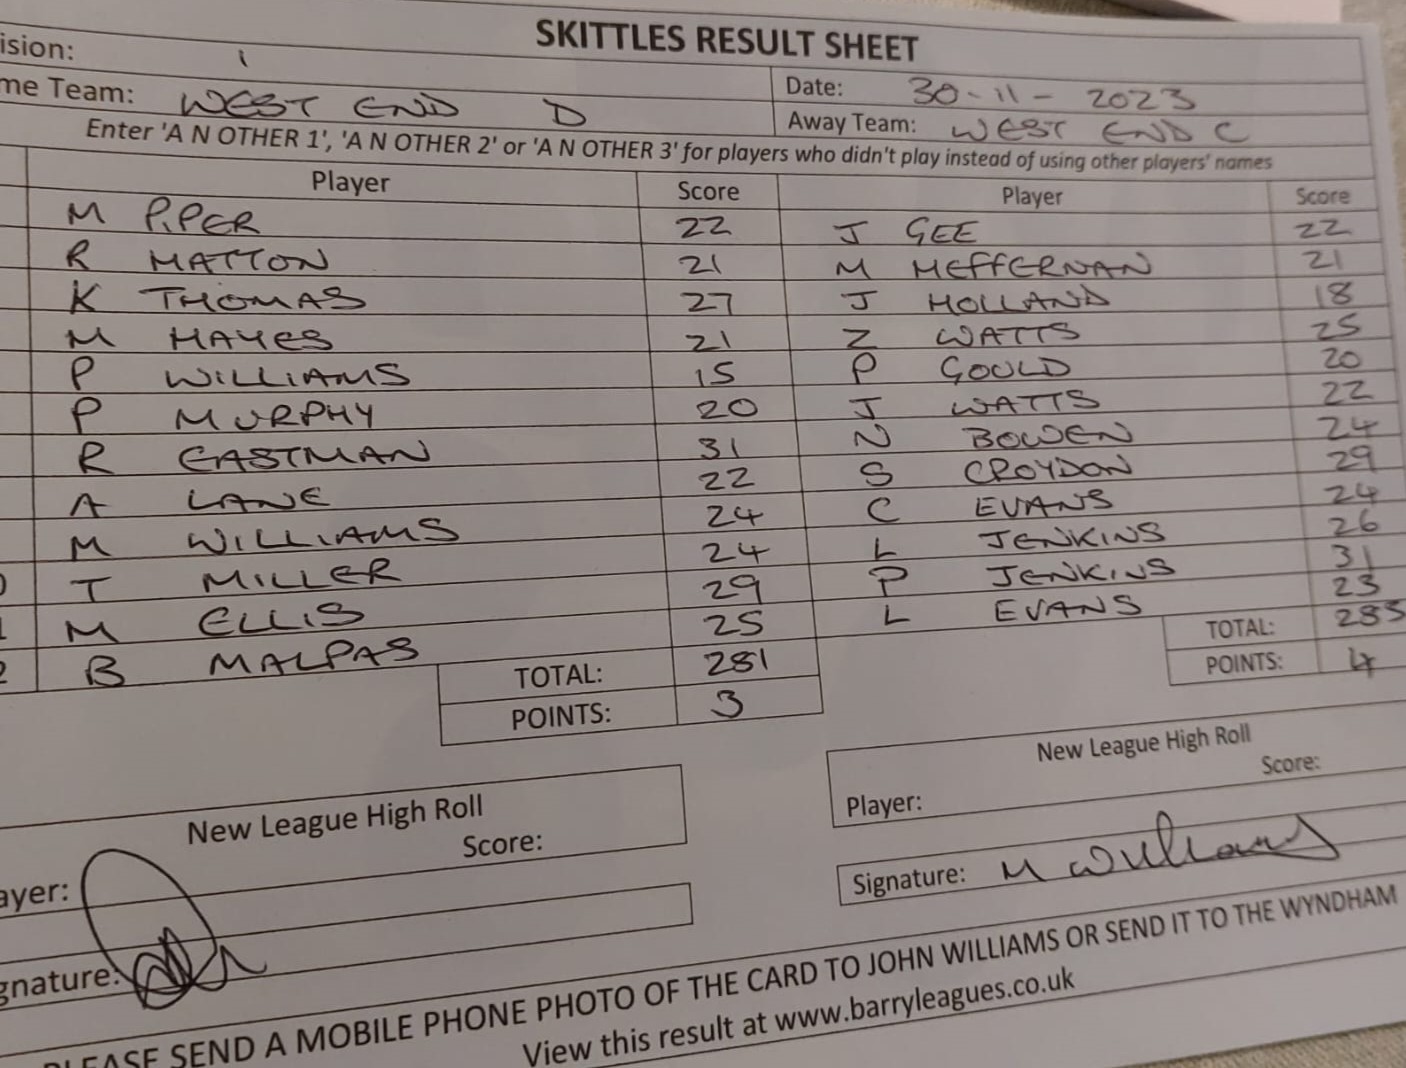 SKITTLES RESULT SHEET
ision: 1
me Team: WEST END D Date: 30-11-2023
Away Team: WEST END C
Enter 'A N OTHER 1', 'A N OTHER 2' or 'A N OTHER 3' for players who didn't play instead of using other players' names
Player Score Player Score
M PIPER 22 J GEE 22
R HATTON 21 M HEFFERNAN 21
K THOMAS 27 J HOLLAND 18
M HAYES 21 Z WATTS 25
P WILLIAMS 15 P GOULD 20
P MURPHY 20 J WATTS 22
R EASTMAN 31 N BOWEN 24
A LANE 22 S CROYDON 29
M WILLIAMS 24 C EVANS 24
0 T MILLER 24 L JENKINS 26
1 M ELLIS 29 P JENKINS 31
2 B MALPAS 25 L EVANS 23
TOTAL: 281 TOTAL: 285
POINTS: 3 POINTS: 4
New League High Roll New League High Roll
ayer: Score: Player: Score:
gnature: Signature: M Williams
PLEASE SEND A MOBILE PHONE PHOTO OF THE CARD TO JOHN WILLIAMS OR SEND IT TO THE WYNDHAM
View this result at www.barryleagues.co.uk